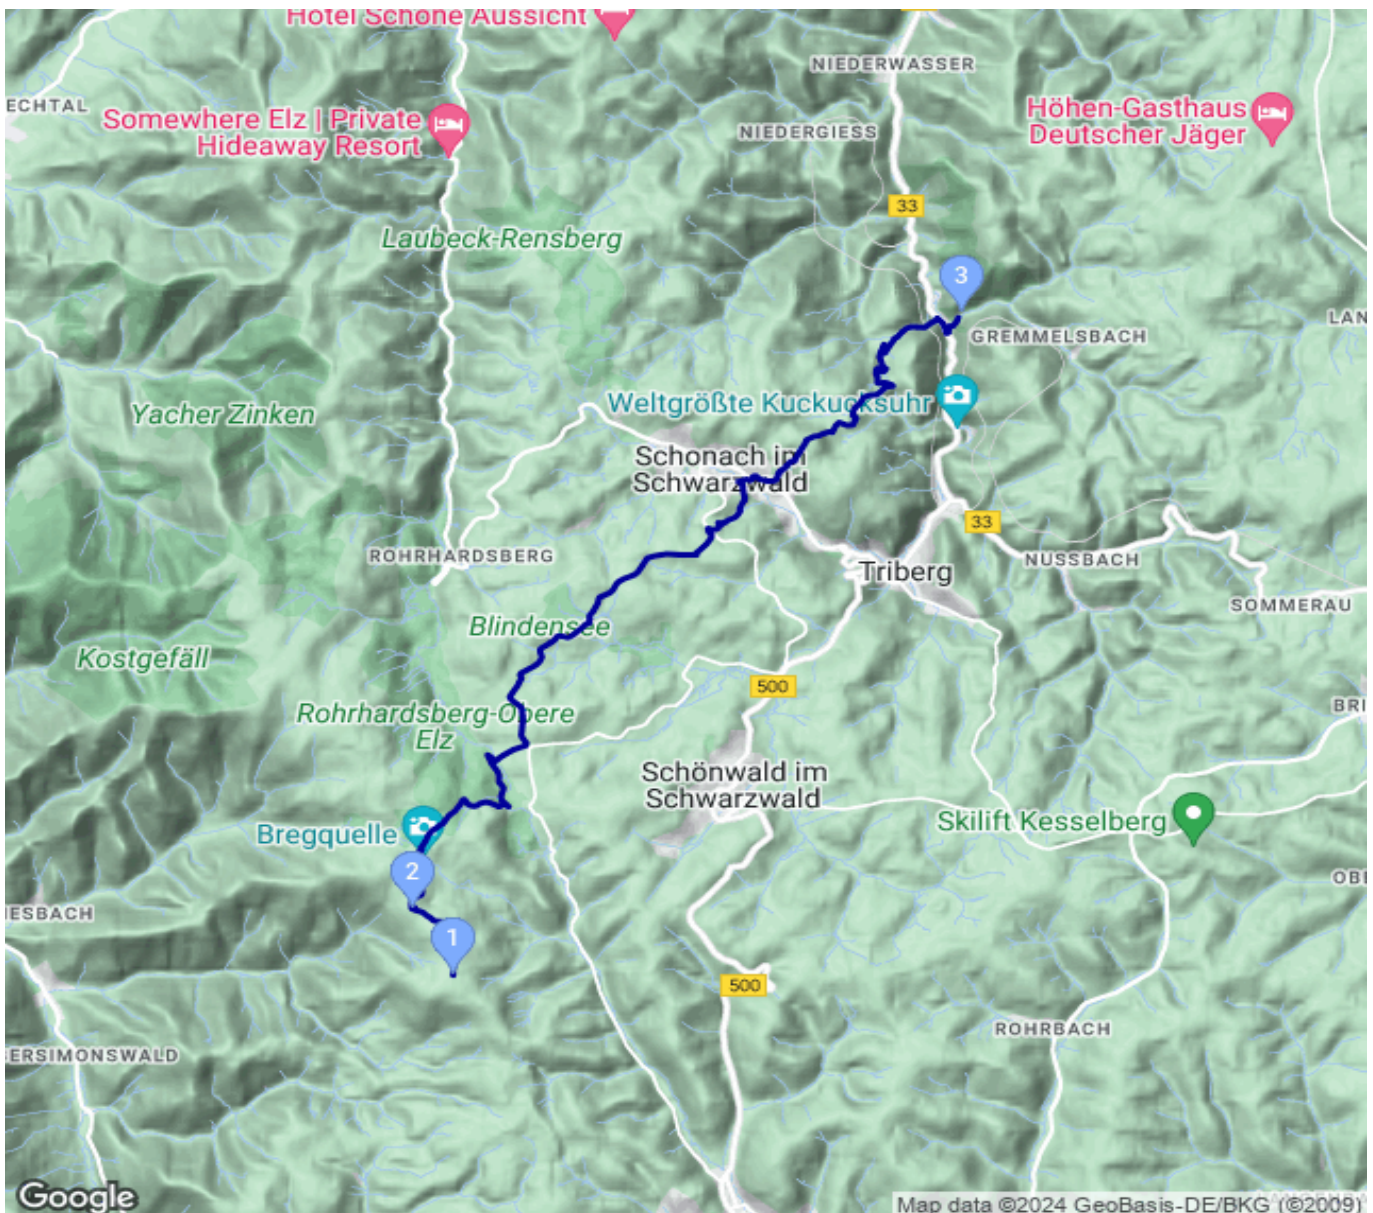 Hotel Schöne Aussicht
NIEDERWASSER
ECHTAL
Somewhere Elz | Private
Hideaway Resort
Höhen-Gasthaus
Deutscher Jäger
NIEDERGIESS
33
Laubeck-Rensberg
3
LAN
GREMMELSBACH
Weltgrößte Kuckucksuhr
Yacher Zinken
Schonach im
Schwarzwald
33
ROHRHARDSBERG
NUSSBACH
Triberg
SOMMERAU
Blindensee
Kostgefäll
500
Rohrhardsberg-Obere
Elz
BRI
Schönwald im
Schwarzwald
Skilift Kesselberg
Bregquelle
2
OBE
IESBACH
1
500
ROHRBACH
ERSIMONSWALD
Google
Map data ©2024 GeoBasis-DE/BKG (©2009)